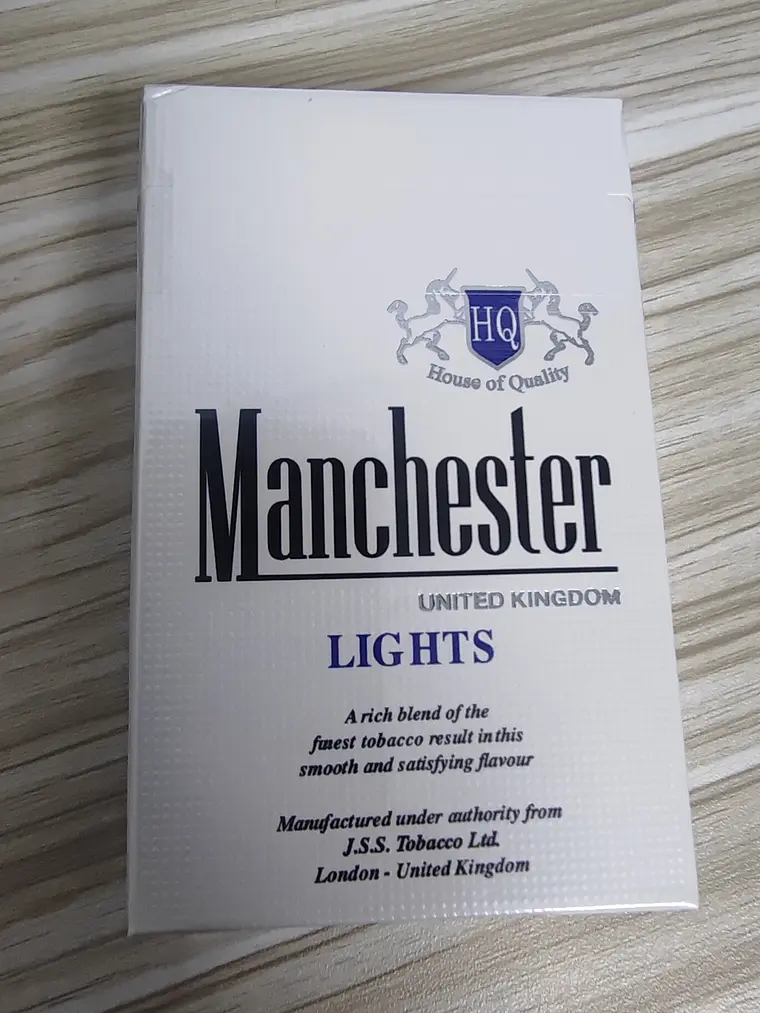 HQ
House of Quality
Manchester
UNITED KINGDOM
LIGHTS
A rich blend of the
finest tobacco result in this
smooth and satisfying flavour
Manufactured under authority from
J.S.S. Tobacco Ltd.
London - United Kingdom